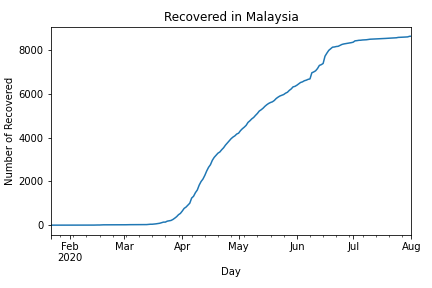 Recovered in Malaysia
Number of Recovered
8000
6000
4000
2000
0
Feb Mar Apr May Jun Jul Aug
2020
Day